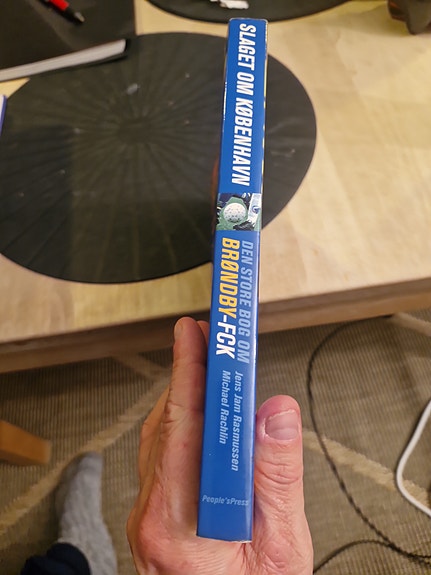 SLAGET OM KØBENHAVN
DEN STORE BOG OM
BRØNDBY-FCK
Jens Jam Rasmussen
Michael Rachlin
People'sPress